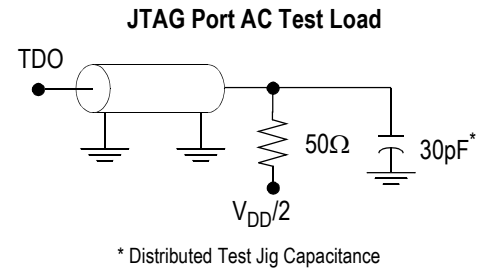 JTAG Port AC Test Load
TDO
50Ω
30pF*
VDD/2
* Distributed Test Jig Capacitance